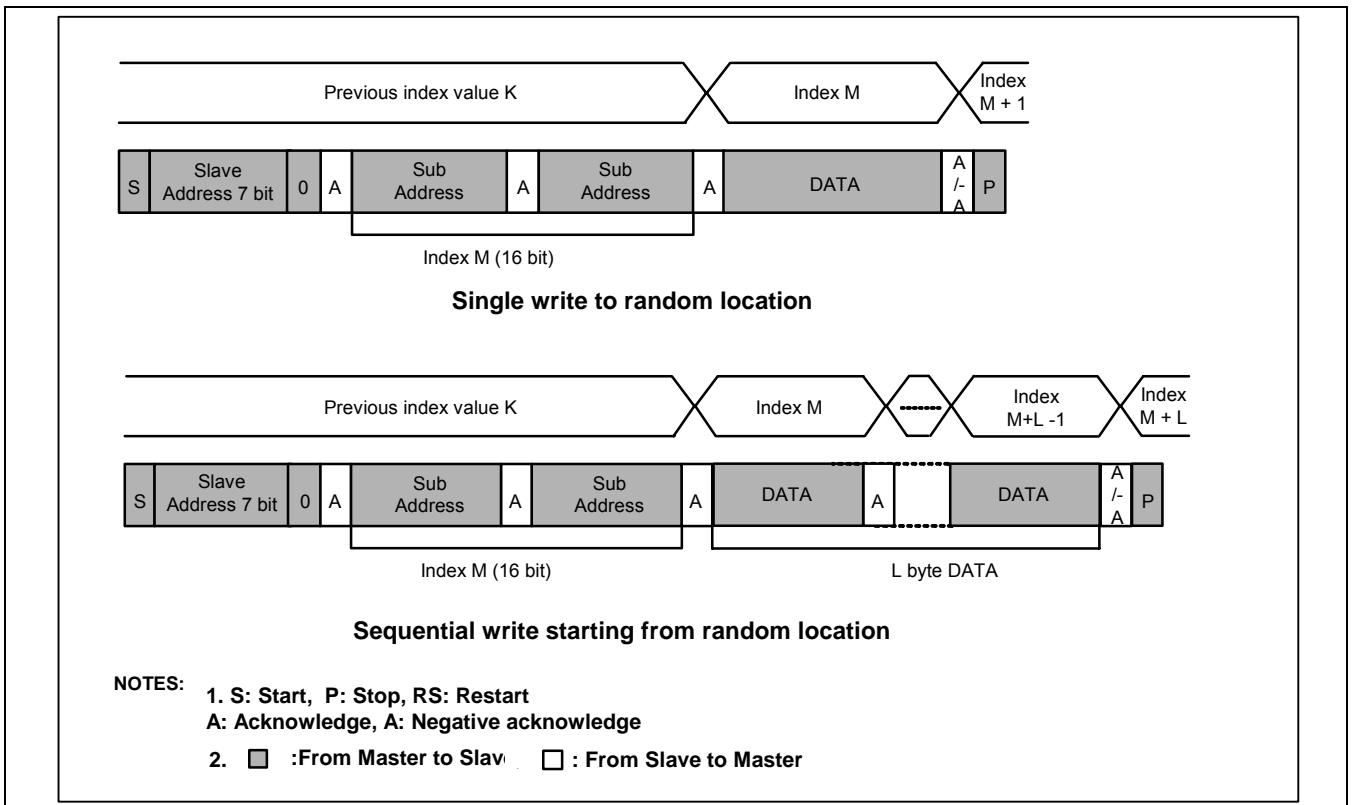 Previous index value K
Index M
Index
M + 1
S
Slave
Address 7 bit
0
A
Sub
Address
A
Sub
Address
A
DATA
A
/-
A
P
Index M (16 bit)
Single write to random location
Previous index value K
Index M
Index
M+L -1
Index
M + L
S
Slave
Address 7 bit
0
A
Sub
Address
A
Sub
Address
A
DATA
A
DATA
A
/-
A
P
Index M (16 bit)
L byte DATA
Sequential write starting from random location
NOTES:
1. S: Start, P: Stop, RS: Restart
A: Acknowledge, A: Negative acknowledge
2. :From Master to Slav : From Slave to Master